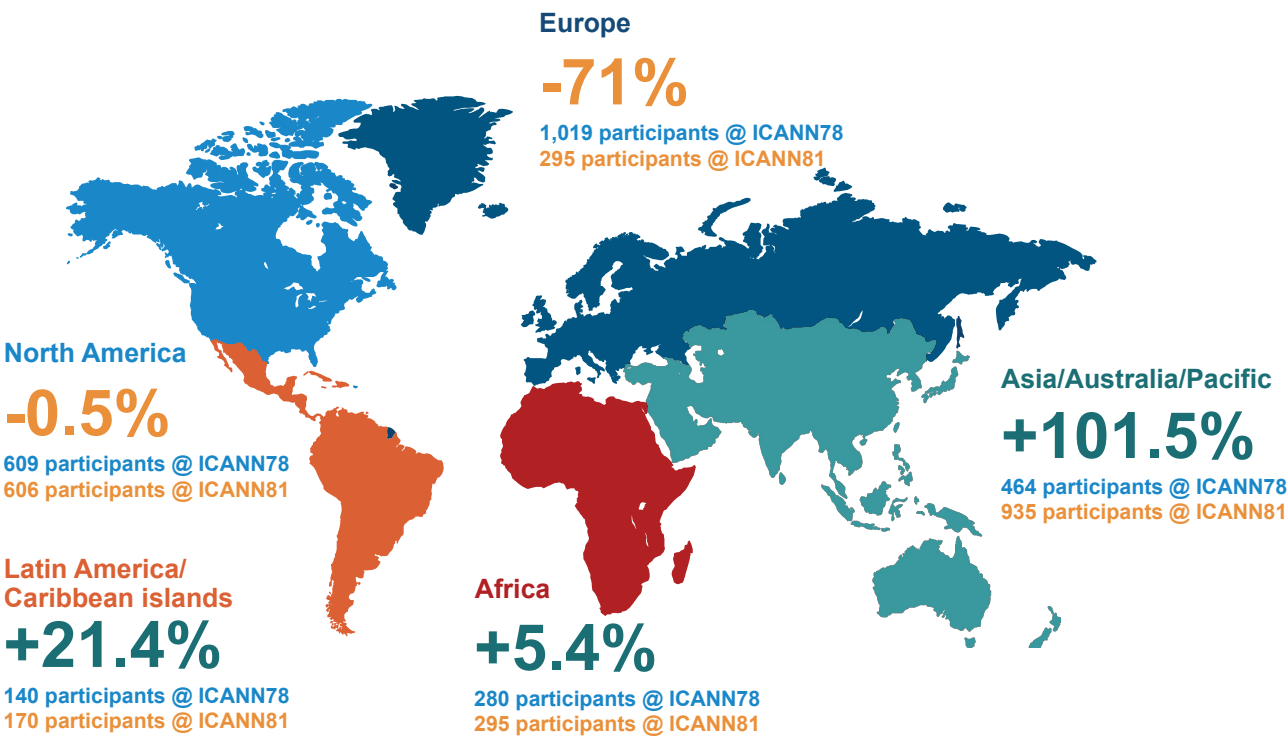 Europe
-71%
1,019 participants @ ICANN78
295 participants @ ICANN81
North America
-0.5%
609 participants @ ICANN78
606 participants @ ICANN81
Asia/Australia/Pacific
+101.5%
464 participants @ ICANN78
935 participants @ ICANN81
Latin America/
Caribbean islands
+21.4%
140 participants @ ICANN78
170 participants @ ICANN81
Africa
+5.4%
280 participants @ ICANN78
295 participants @ ICANN81